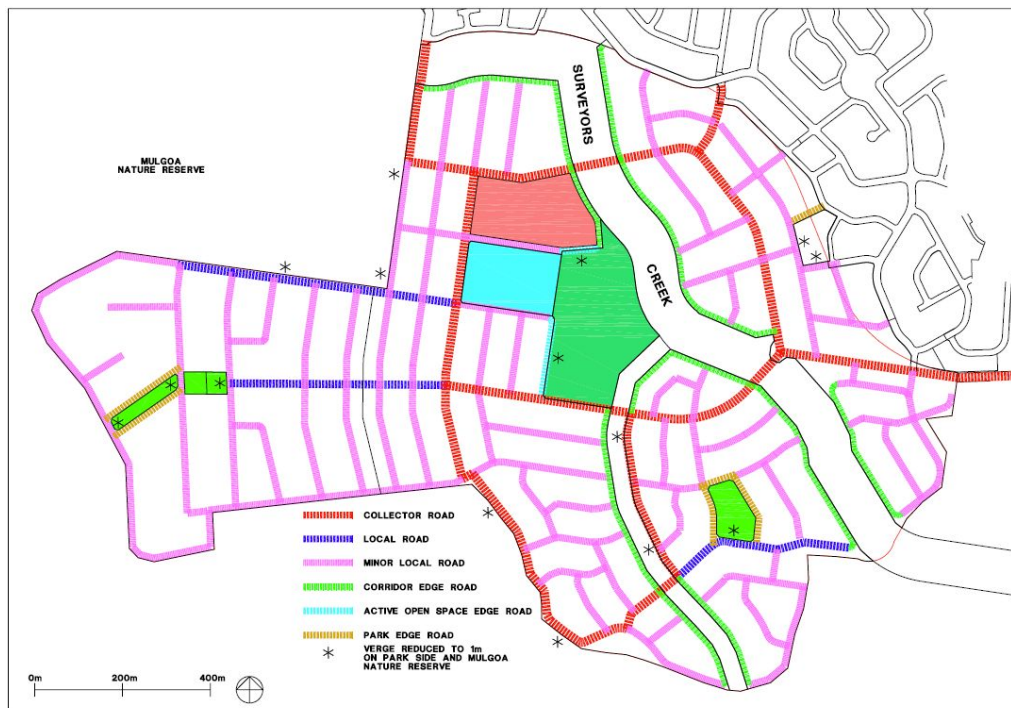 SURVEYORS
CREEK
MULGOA
NATURE RESERVE
COLLECTOR ROAD
LOCAL ROAD
MINOR LOCAL ROAD
CORRIDOR EDGE ROAD
ACTIVE OPEN SPACE EDGE ROAD
PARK EDGE ROAD
VERGE REDUCED TO 1m
ON PARK SIDE AND MULGOA
NATURE RESERVE
0m 200m 400m